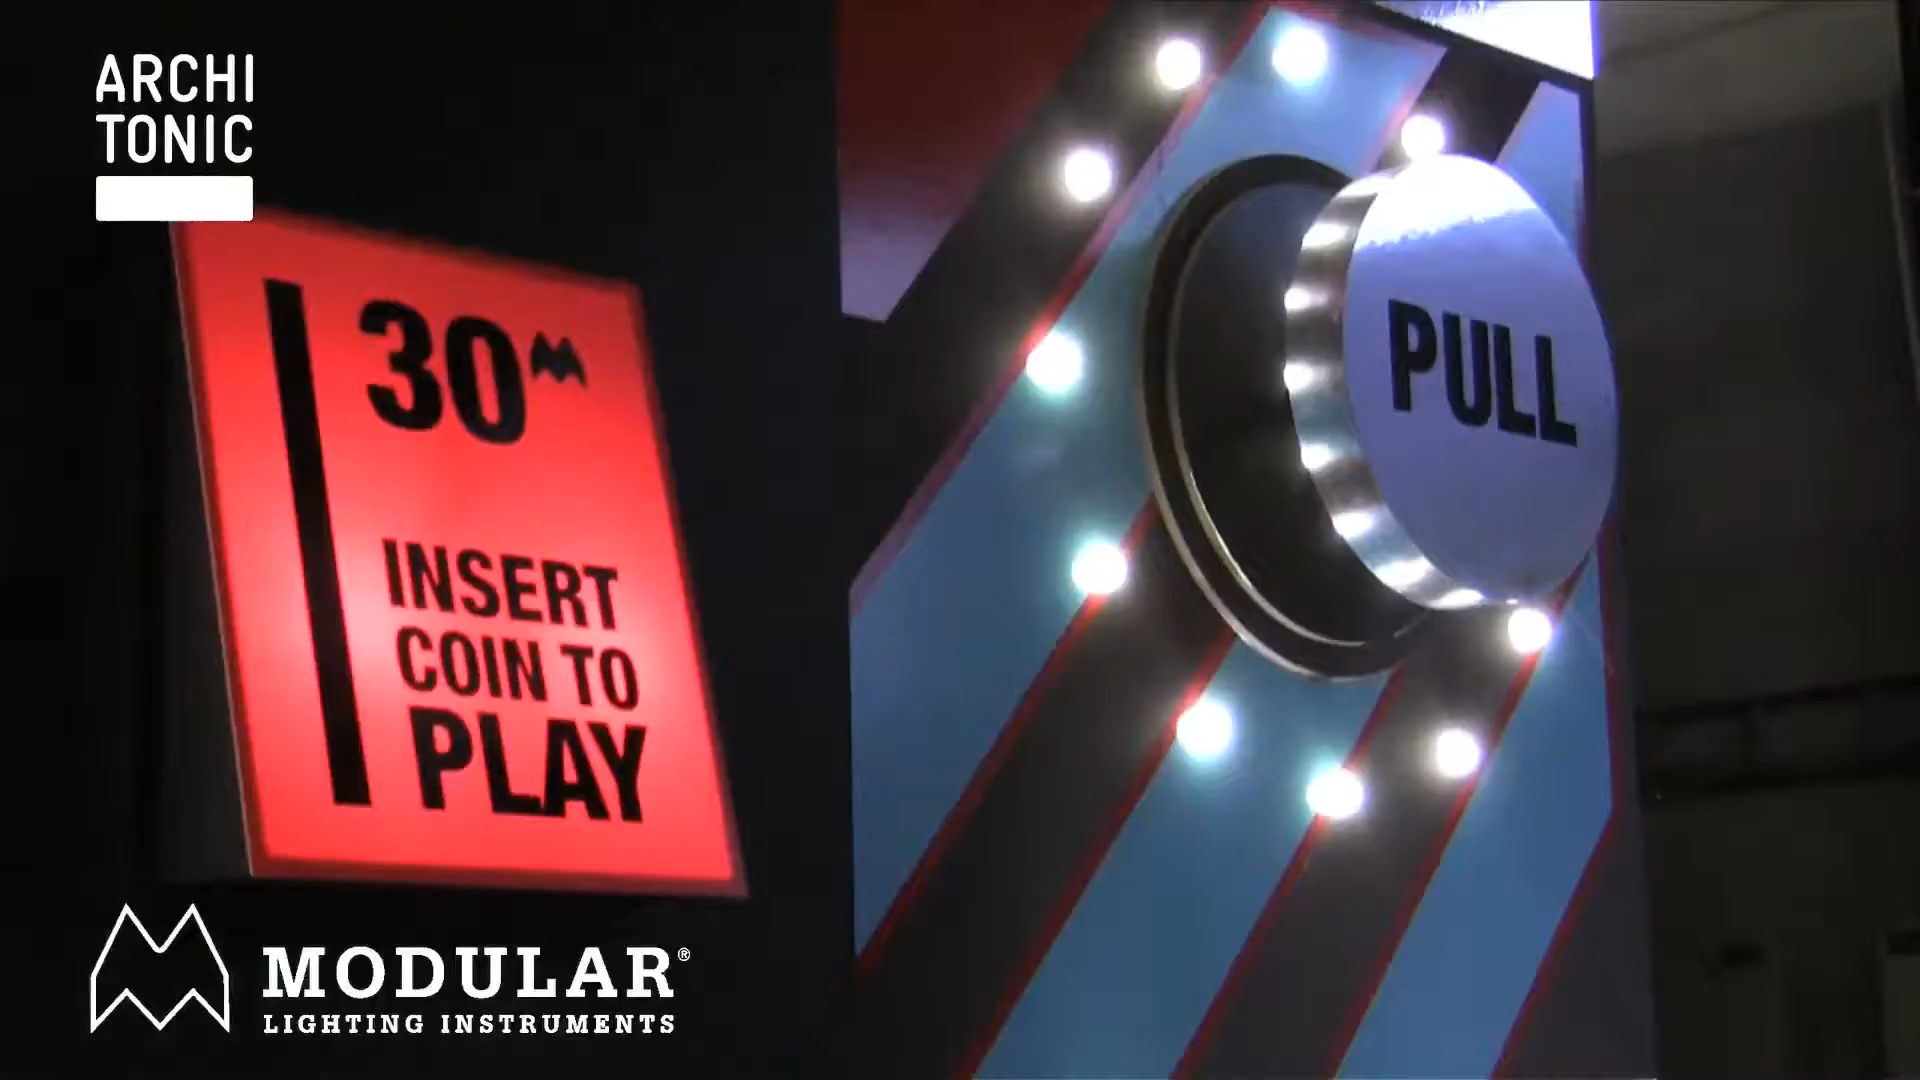 ARCHI
TONIC
30
INSERT
COIN TO
PLAY
PULL
MODULAR®
LIGHTING INSTRUMENTS